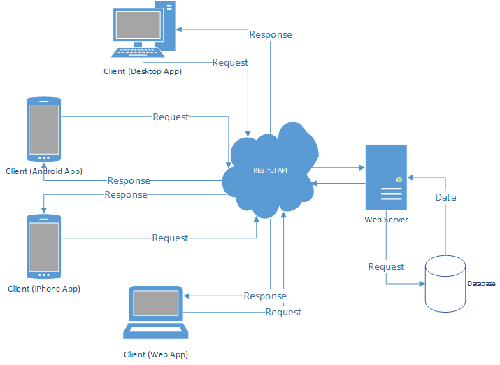 Response
Request
Client (Desktop App)
Request
RESTful API
Client (Android App)
Response
Response
Web Server
Data
Request
Request
Client (iPhone App)
Database
Response
Request
Client (Web App)